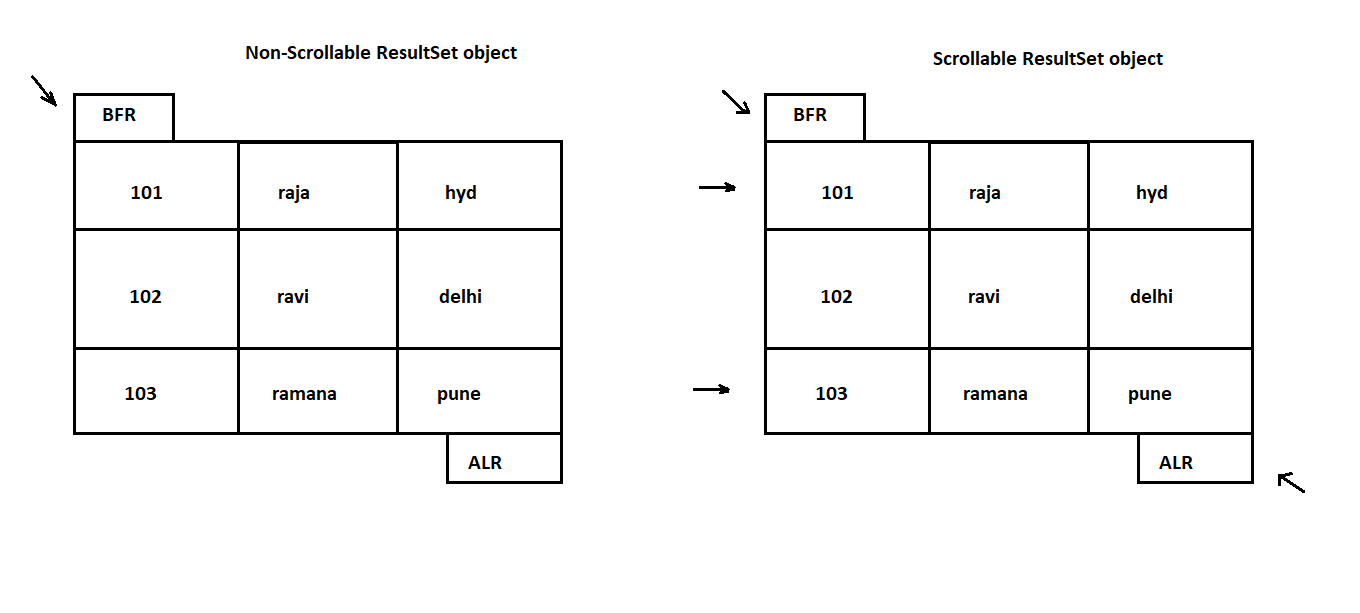 Non-Scrollable ResultSet object
BFR
101 raja hyd
102 ravi delhi
103 ramana pune
ALR
Scrollable ResultSet object
BFR
101 raja hyd
102 ravi delhi
103 ramana pune
ALR